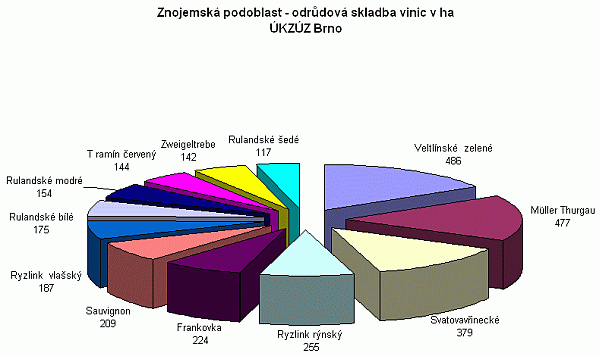 Znojemská podoblast - odrůdová skladba vinic v ha
ÚKZÚZ Brno
Veltlínské zelené
486
Müller Thurgau
477
Svatovavřinecké
379
Ryzlink rýnský
255
Frankovka
224
Sauvignon
209
Ryzlink vlašský
187
Rulandské bílé
175
Rulandské modré
154
T ramín červený
144
Zweigeltrebe
142
Rulandské šedé
117